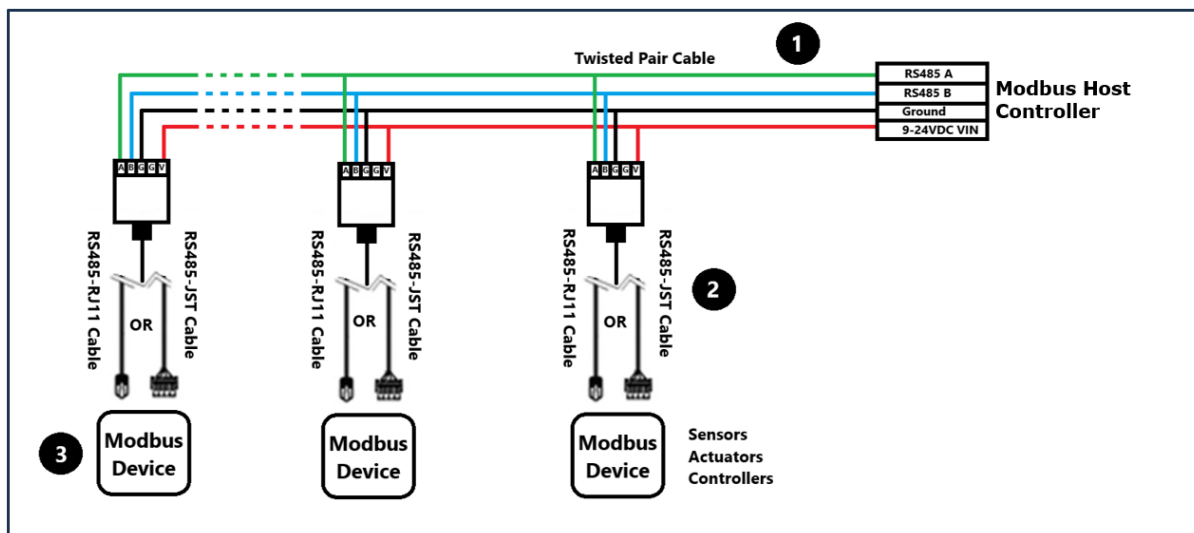 1
Twisted Pair Cable
RS485 A
RS485 B
Ground
9-24VDC VIN
Modbus Host
Controller
A B G G V
A B G G V
A B G G V
RS485-RJ11 Cable
RS485-JST Cable
OR
RS485-RJ11 Cable
RS485-JST Cable
OR
RS485-RJ11 Cable
RS485-JST Cable
OR
2
3
Modbus
Device
Modbus
Device
Modbus
Device
Sensors
Actuators
Controllers